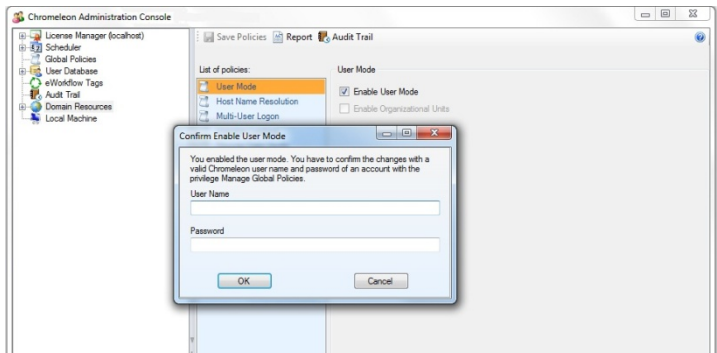 Chromeleon Administration Console
License Manager (localhost)
Scheduler
Global Policies
User Database
eWorkflow Tags
Audit Trail
Domain Resources
Local Machine
Save Policies Report Audit Trail
List of policies:
User Mode
Host Name Resolution
Multi-User Logon
User Mode
Enable User Mode
Enable Organizational Units
Confirm Enable User Mode
You enabled the user mode. You have to confirm the changes with a
valid Chromeleon user name and password of an account with the
privilege Manage Global Policies.
User Name
Password
OK Cancel